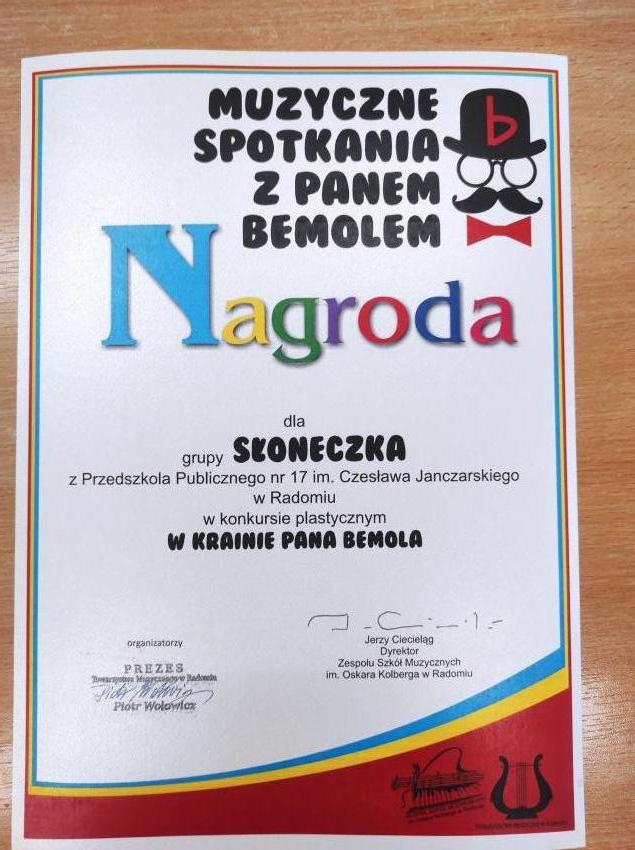 MUZYCZNE
SPOTKANIA
Z PANEM
BEMOLEM
b
Nagroda
dla
grupy SŁONECZKA
z Przedszkola Publicznego nr 17 im. Czesława Janczarskiego
w Radomiu
w konkursie plastycznym
W KRAINIE PANA BEMOLA
organizatorzy
PREZES
Towarzystwa Muzycznego w Radomiu
Piotr Wołowicz
Jerzy Ciecieląg
Dyrektor
Zespołu Szkół Muzycznych
im. Oskara Kolberga w Radomiu